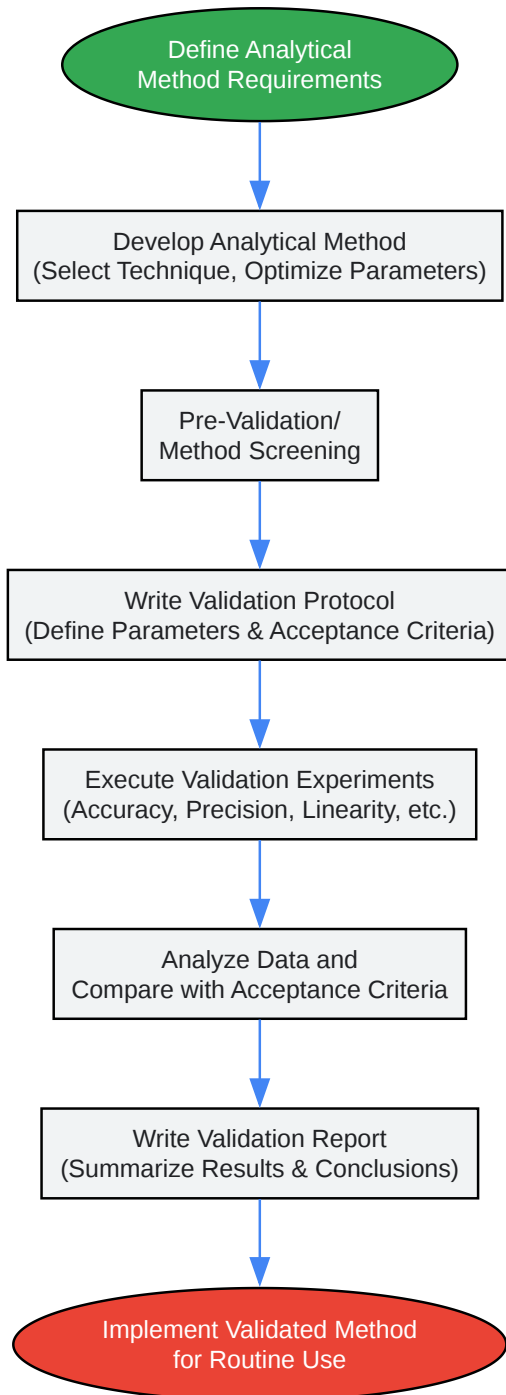 Define Analytical
Method Requirements
Develop Analytical Method
(Select Technique, Optimize Parameters)
Pre-Validation/
Method Screening
Write Validation Protocol
(Define Parameters & Acceptance Criteria)
Execute Validation Experiments
(Accuracy, Precision, Linearity, etc.)
Analyze Data and
Compare with Acceptance Criteria
Write Validation Report
(Summarize Results & Conclusions)
Implement Validated Method
for Routine Use